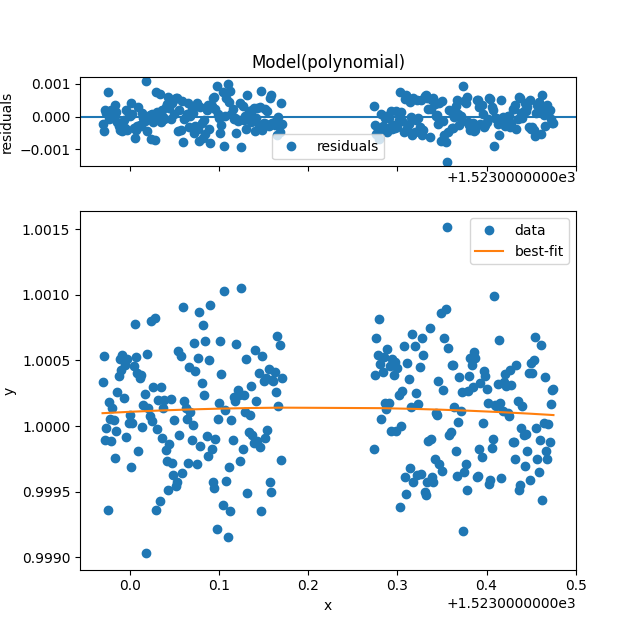 Model(polynomial)
0.001
0.000
−0.001
residuals
residuals
+1.5230000000e3
1.0015
1.0010
1.0005
1.0000
0.9995
0.9990
y
data
best-fit
0.0
0.1
0.2
0.3
0.4
0.5
x
+1.5230000000e3